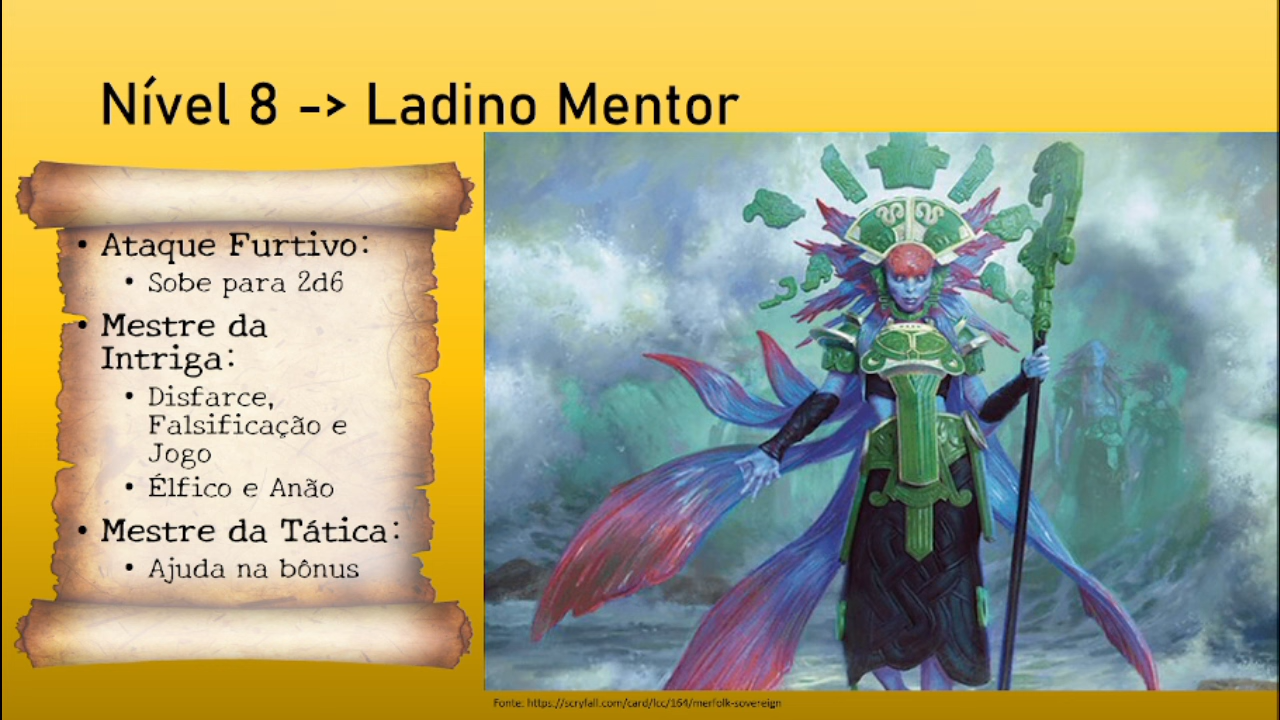 Nível 8 -> Ladino Mentor
• Ataque Furtivo:
• Sobe para 2d6
• Mestre da
Intriga:
• Disfarce,
Falsificação e
Jogo
• Élfico e Anão
• Mestre da Tática:
• Ajuda na bônus
Fonte: https://scryfall.com/card/lcc/164/merfolk-sovereign